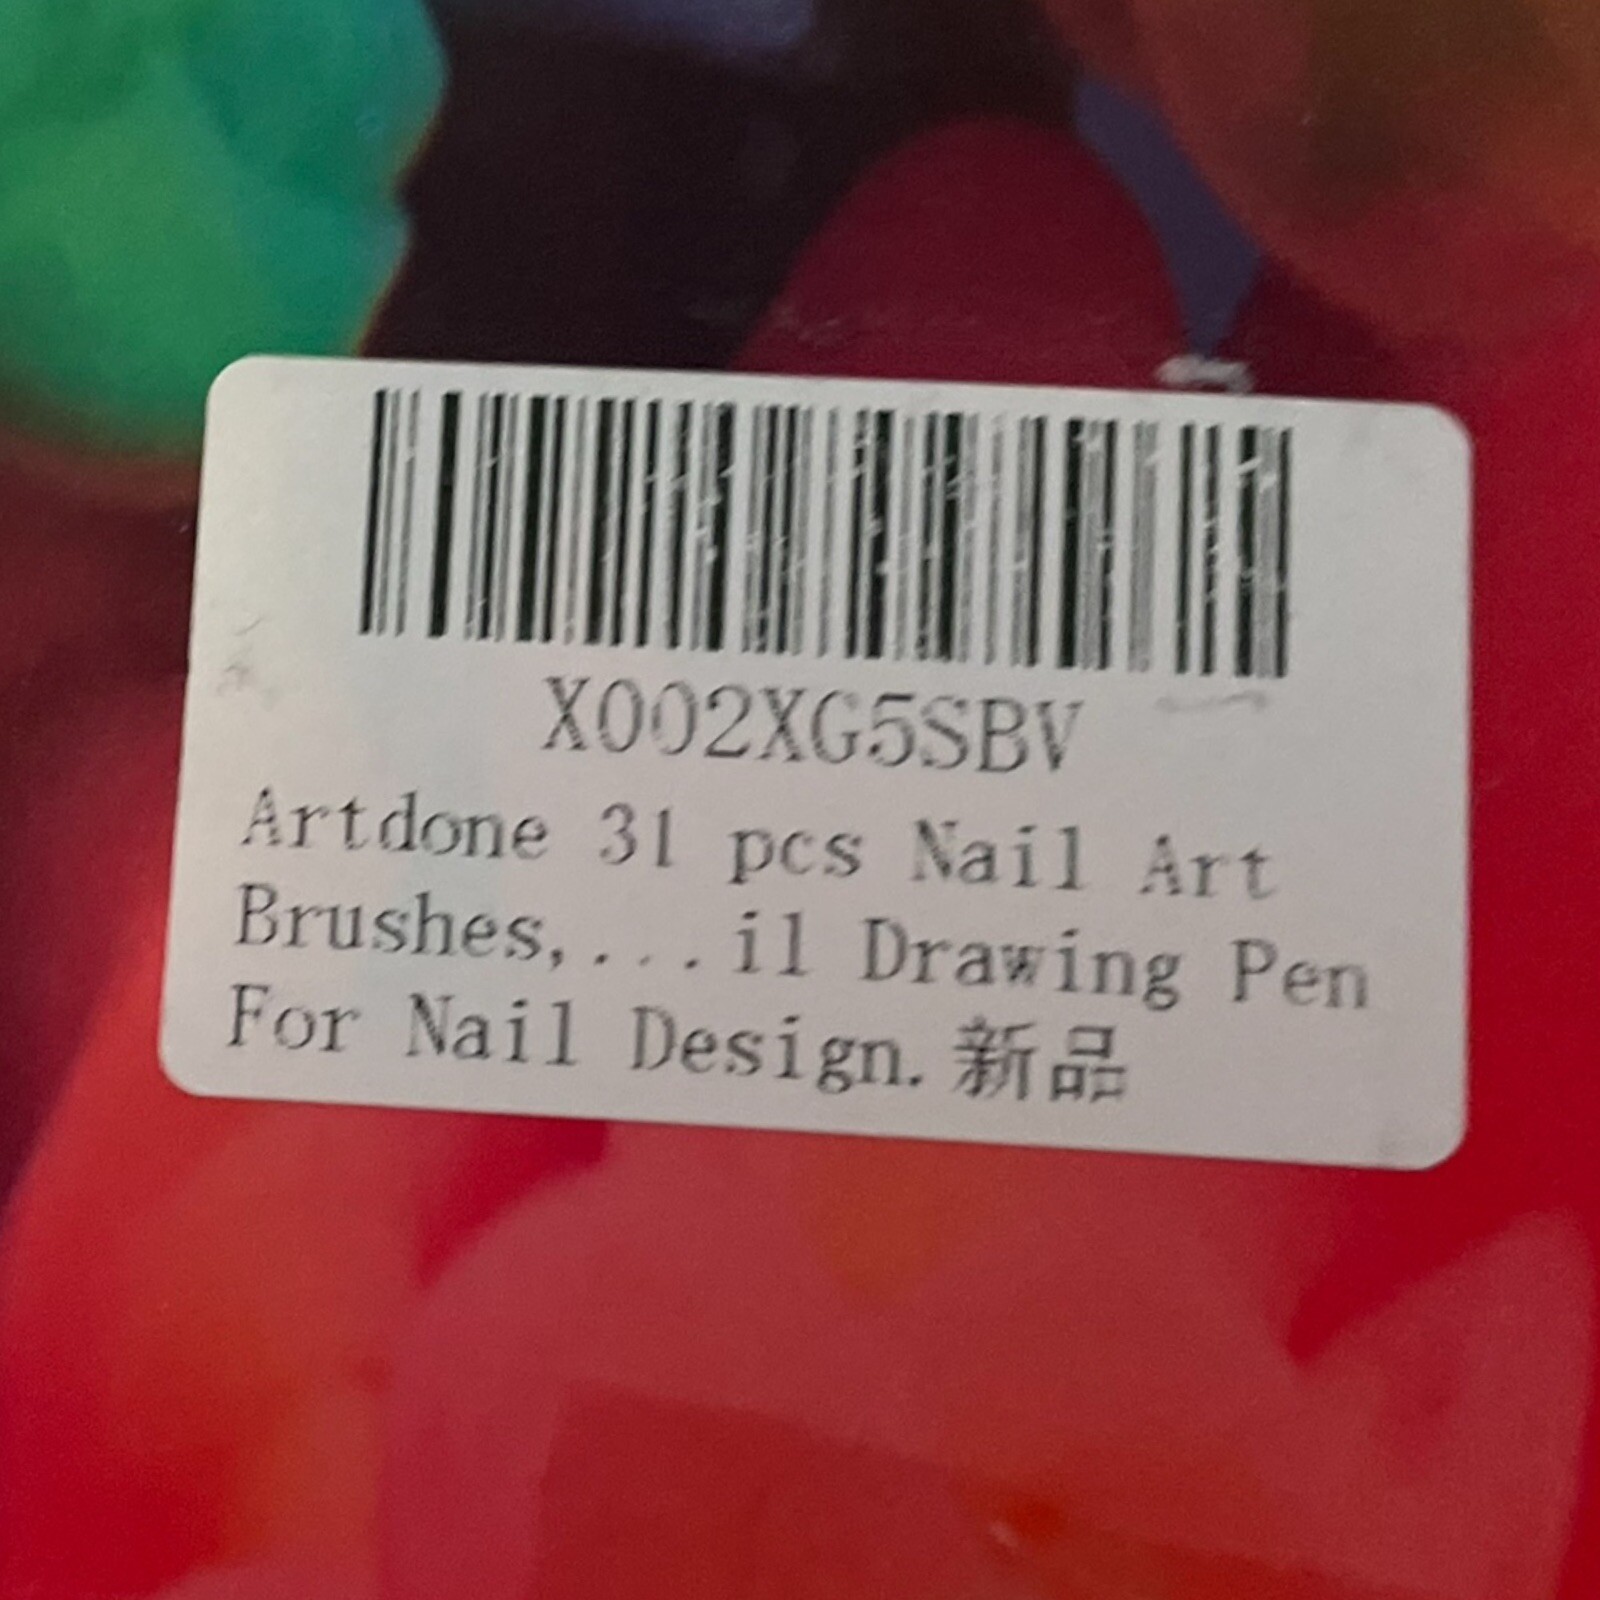 X002XG5SBV
Artdone 31 pcs Nail Art
Brushes,...il Drawing Pen
For Nail Design.新品